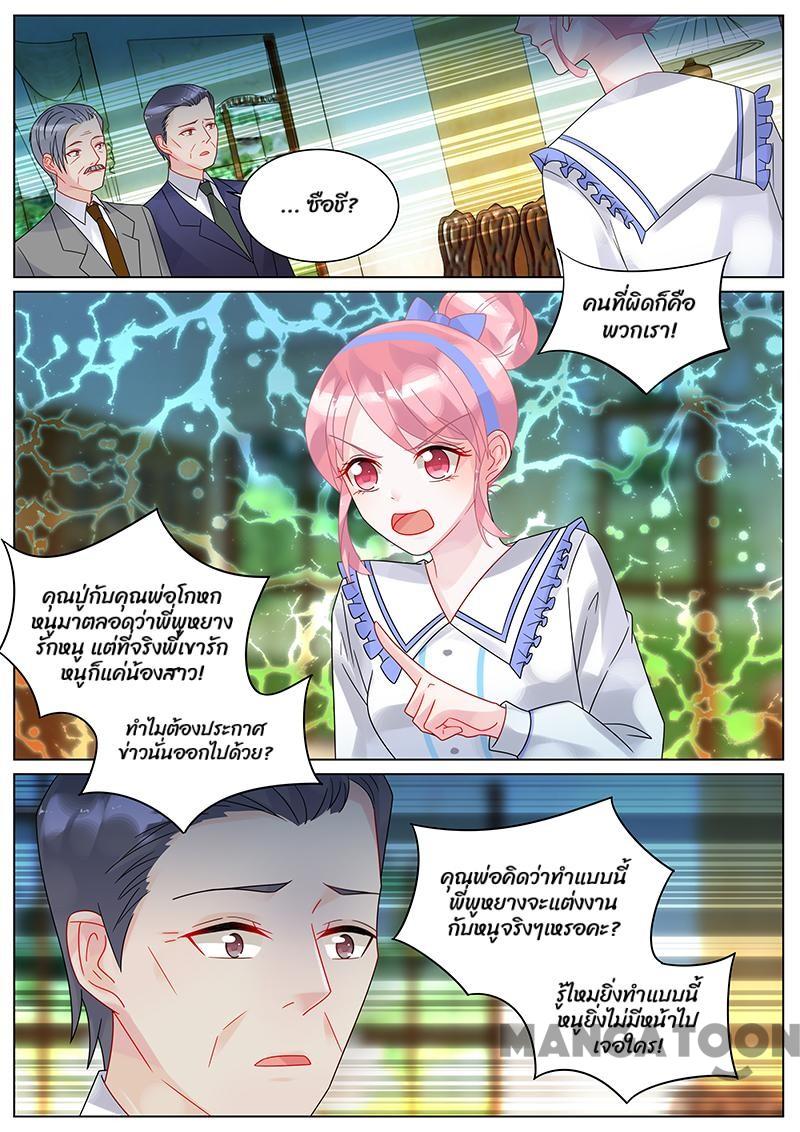 ... ซือชี?
คนที่ผิดก็คือ
พวกเรา!
คุณปู่กับคุณพ่อโกหก
หนูมาตลอดว่าพี่พูหยาง
รักหนู แต่ที่จริงพี่เขารัก
หนูก็แค่น้องสาว!
ทำไมต้องประกาศ
ข่าวนั่นออกไปด้วย?
คุณพ่อคิดว่าทำแบบนี้
พี่พูหยางจะแต่งงาน
กับหนูจริงๆเหรอคะ?
รู้ไหมยิ่งทำแบบนี้
หนูยิ่งไม่มีหน้าไป
เจอใคร!
MANGATOON